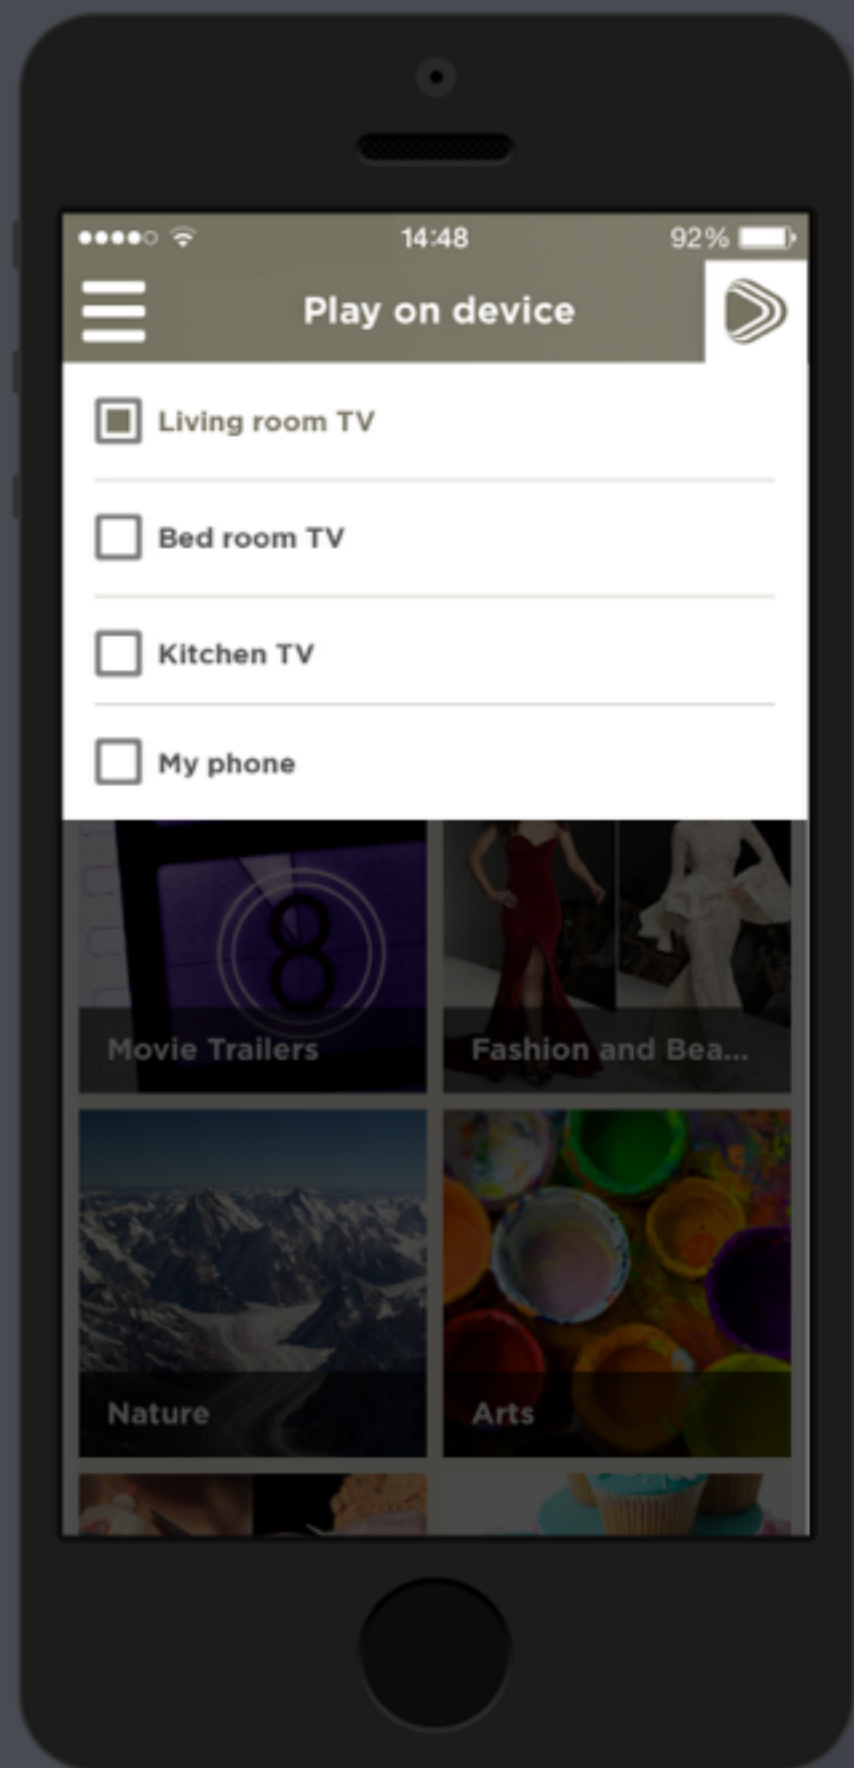 14:48 92%
Play on device
Living room TV
Bed room TV
Kitchen TV
My phone
8
Movie Trailers
Fashion and Bea...
Nature
Arts